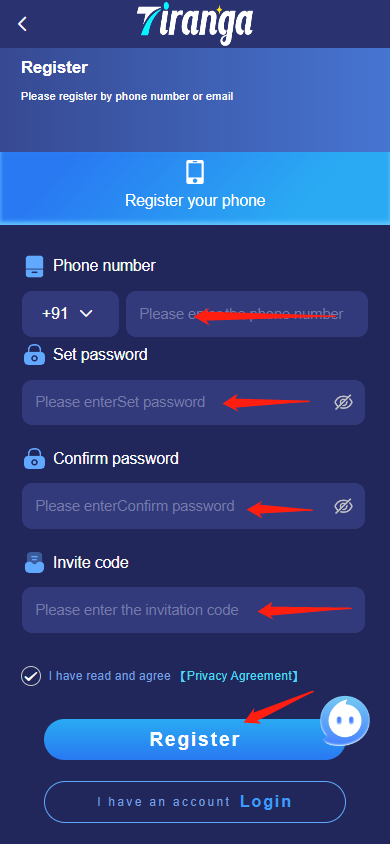 Tiranga
Register
Please register by phone number or email
Register your phone
Phone number
+91
Please enter the phone number
Set password
Please enterSet password
Confirm password
Please enterConfirm password
Invite code
Please enter the invitation code
I have read and agree 【Privacy Agreement】
Register
I have an account Login